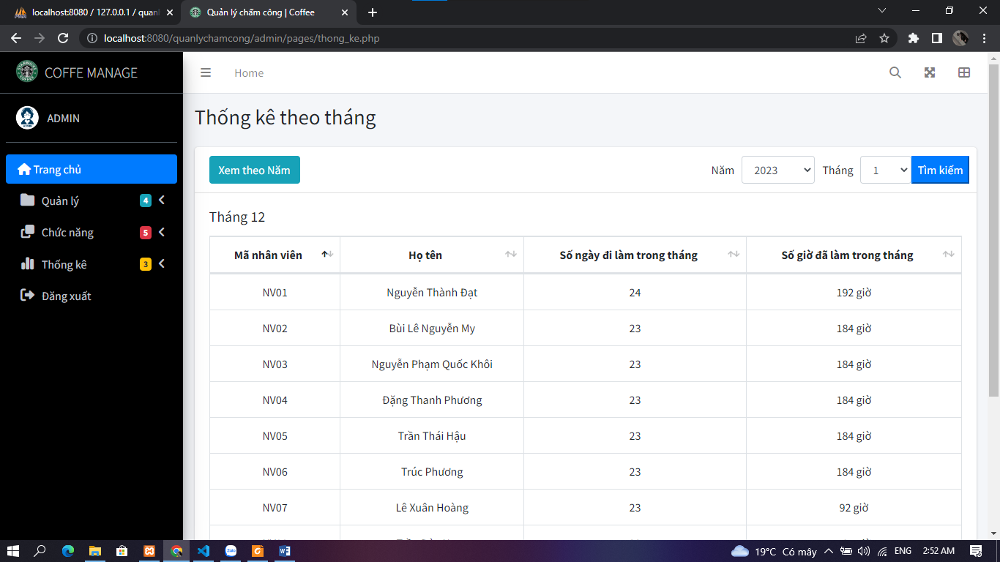 localhost:8080 / 127.0.0.1 / quanl
Quản lý chấm công | Coffee
localhost:8080/quanlychamcong/admin/pages/thong_ke.php
COFFE MANAGE
Home
ADMIN
Thống kê theo tháng
Trang chủ
Quản lý 4
Chức năng 5
Thống kê 3
Đăng xuất
Xem theo Năm
Năm 2023 Tháng 1 Tìm kiếm
Tháng 12
Mã nhân viên Họ tên Số ngày đi làm trong tháng Số giờ đã làm trong tháng
NV01 Nguyễn Thành Đạt 24 192 giờ
NV02 Bùi Lê Nguyễn My 23 184 giờ
NV03 Nguyễn Phạm Quốc Khôi 23 184 giờ
NV04 Đặng Thanh Phương 23 184 giờ
NV05 Trần Thái Hậu 23 184 giờ
NV06 Trúc Phương 23 184 giờ
NV07 Lê Xuân Hoàng 23 92 giờ
19°C Có mây ENG 2:52 AM